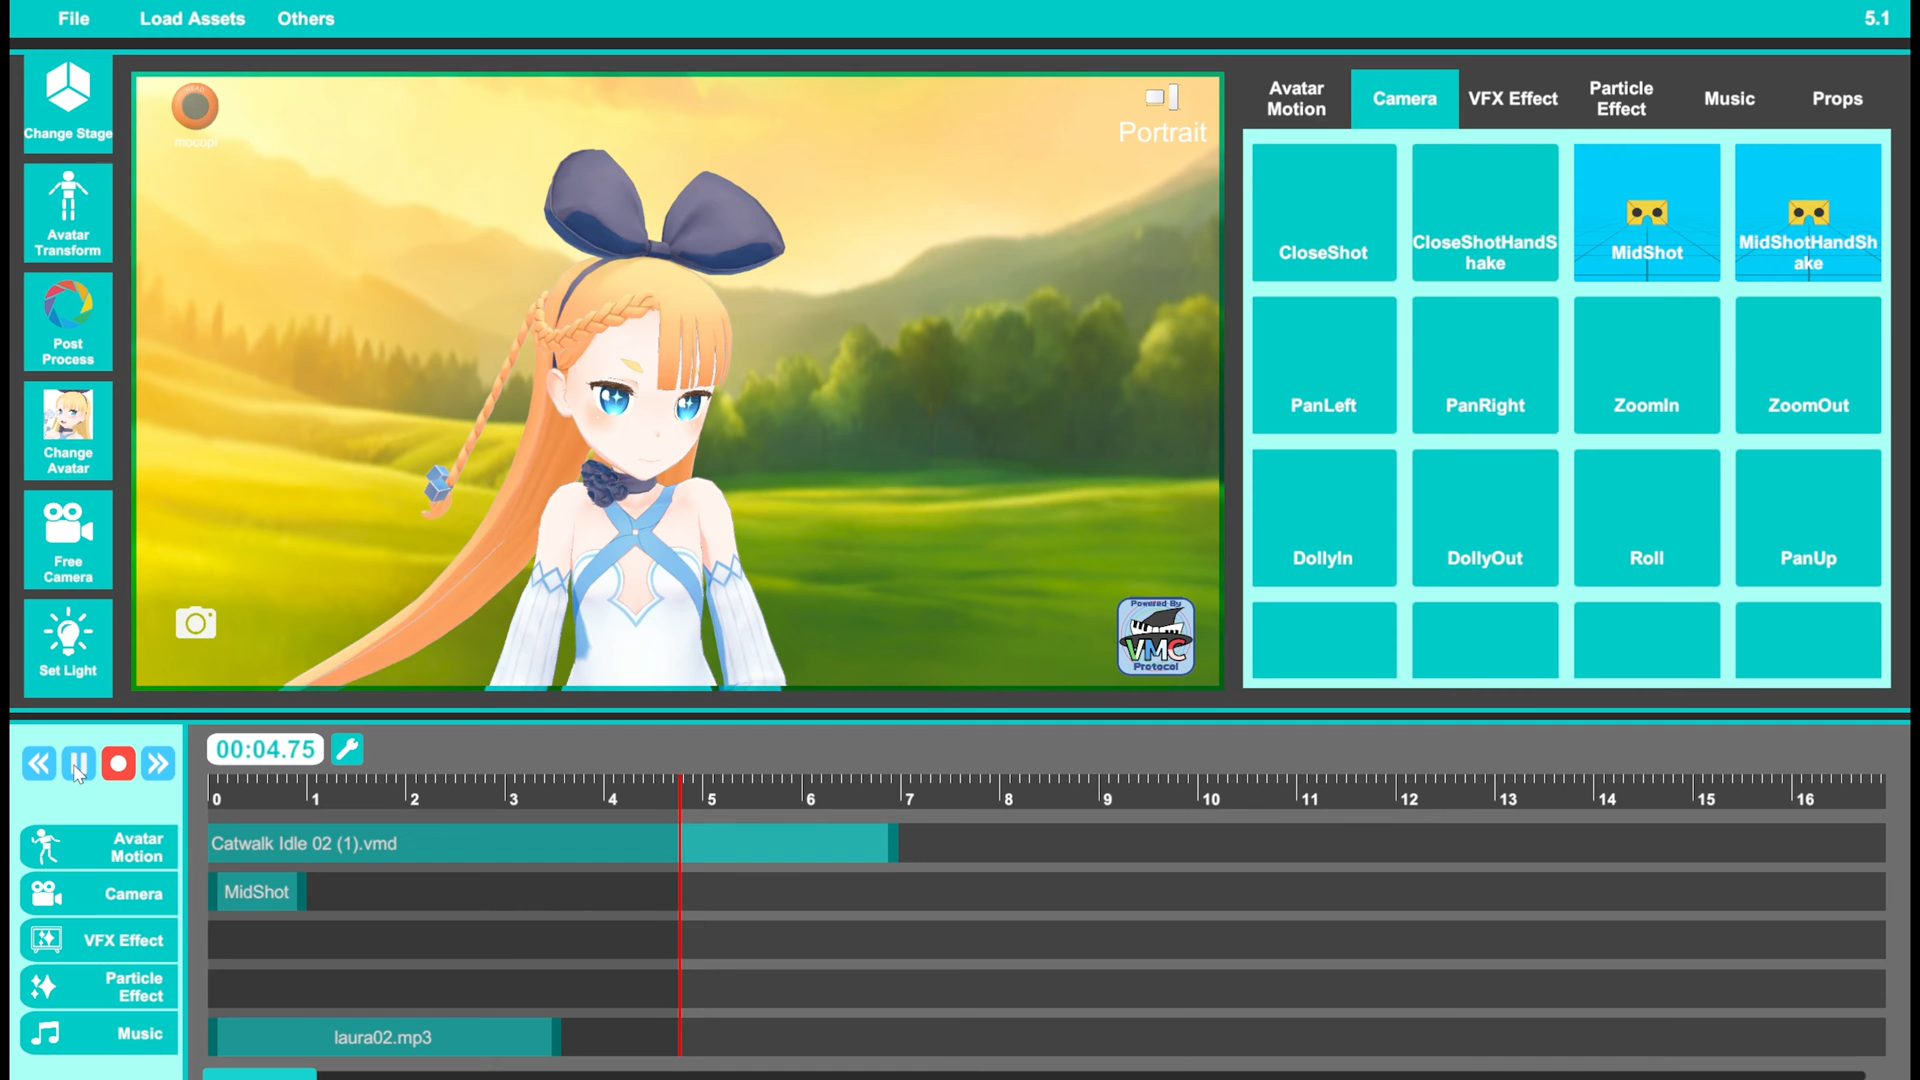 File
Load Assets
Others
5.1
Change Stage
Avatar
Transform
Post
Process
Change
Avatar
Free
Camera
Set Light
HEAD
mocopi
Portrait
Powered By
VMC
Protocol
Avatar
Motion
Camera
VFX Effect
Particle
Effect
Music
Props
CloseShot
CloseShotHandS
hake
MidShot
MidShotHandSh
ake
PanLeft
PanRight
ZoomIn
ZoomOut
DollyIn
DollyOut
Roll
PanUp
00:04.75
0 1 2 3 4 5 6 7 8 9 10 11 12 13 14 15 16
Avatar
Motion
Catwalk Idle 02 (1).vmd
Camera
MidShot
VFX Effect
Particle
Effect
Music
laura02.mp3